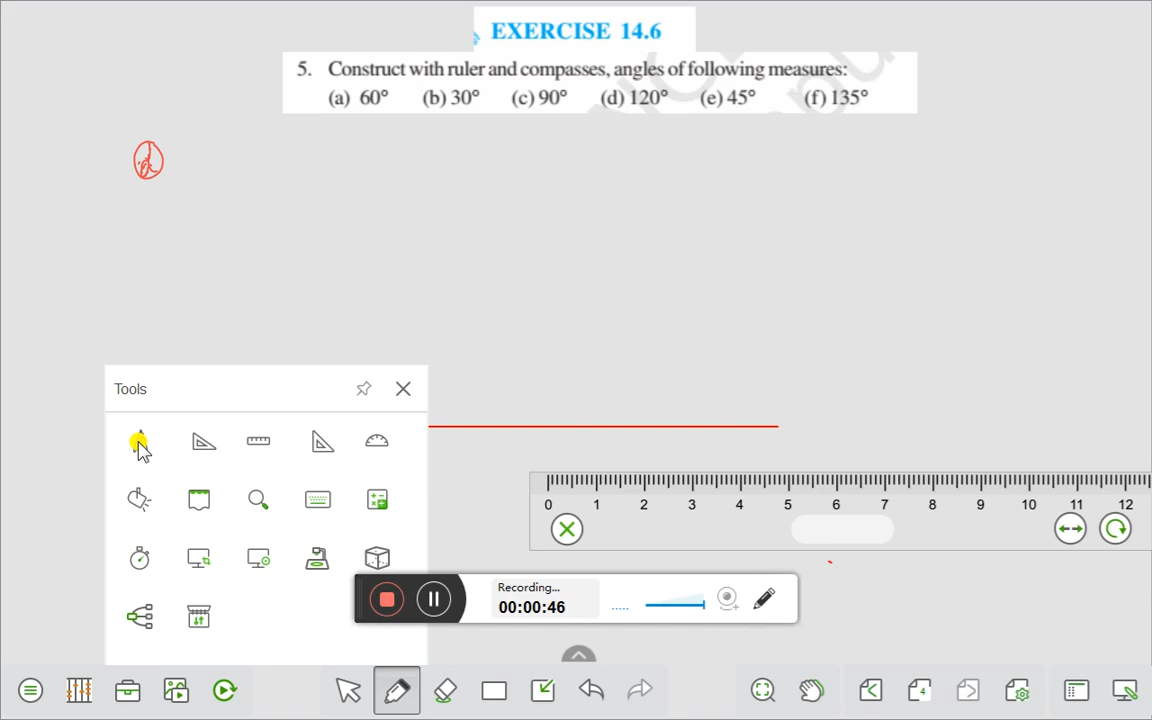 EXERCISE 14.6
5. Construct with ruler and compasses, angles of following measures:
(a) 60° (b) 30° (c) 90° (d) 120° (e) 45° (f) 135°
Tools
0 1 2 3 4 5 6 7 8 9 10 11 12
Recording...
00:00:46
4